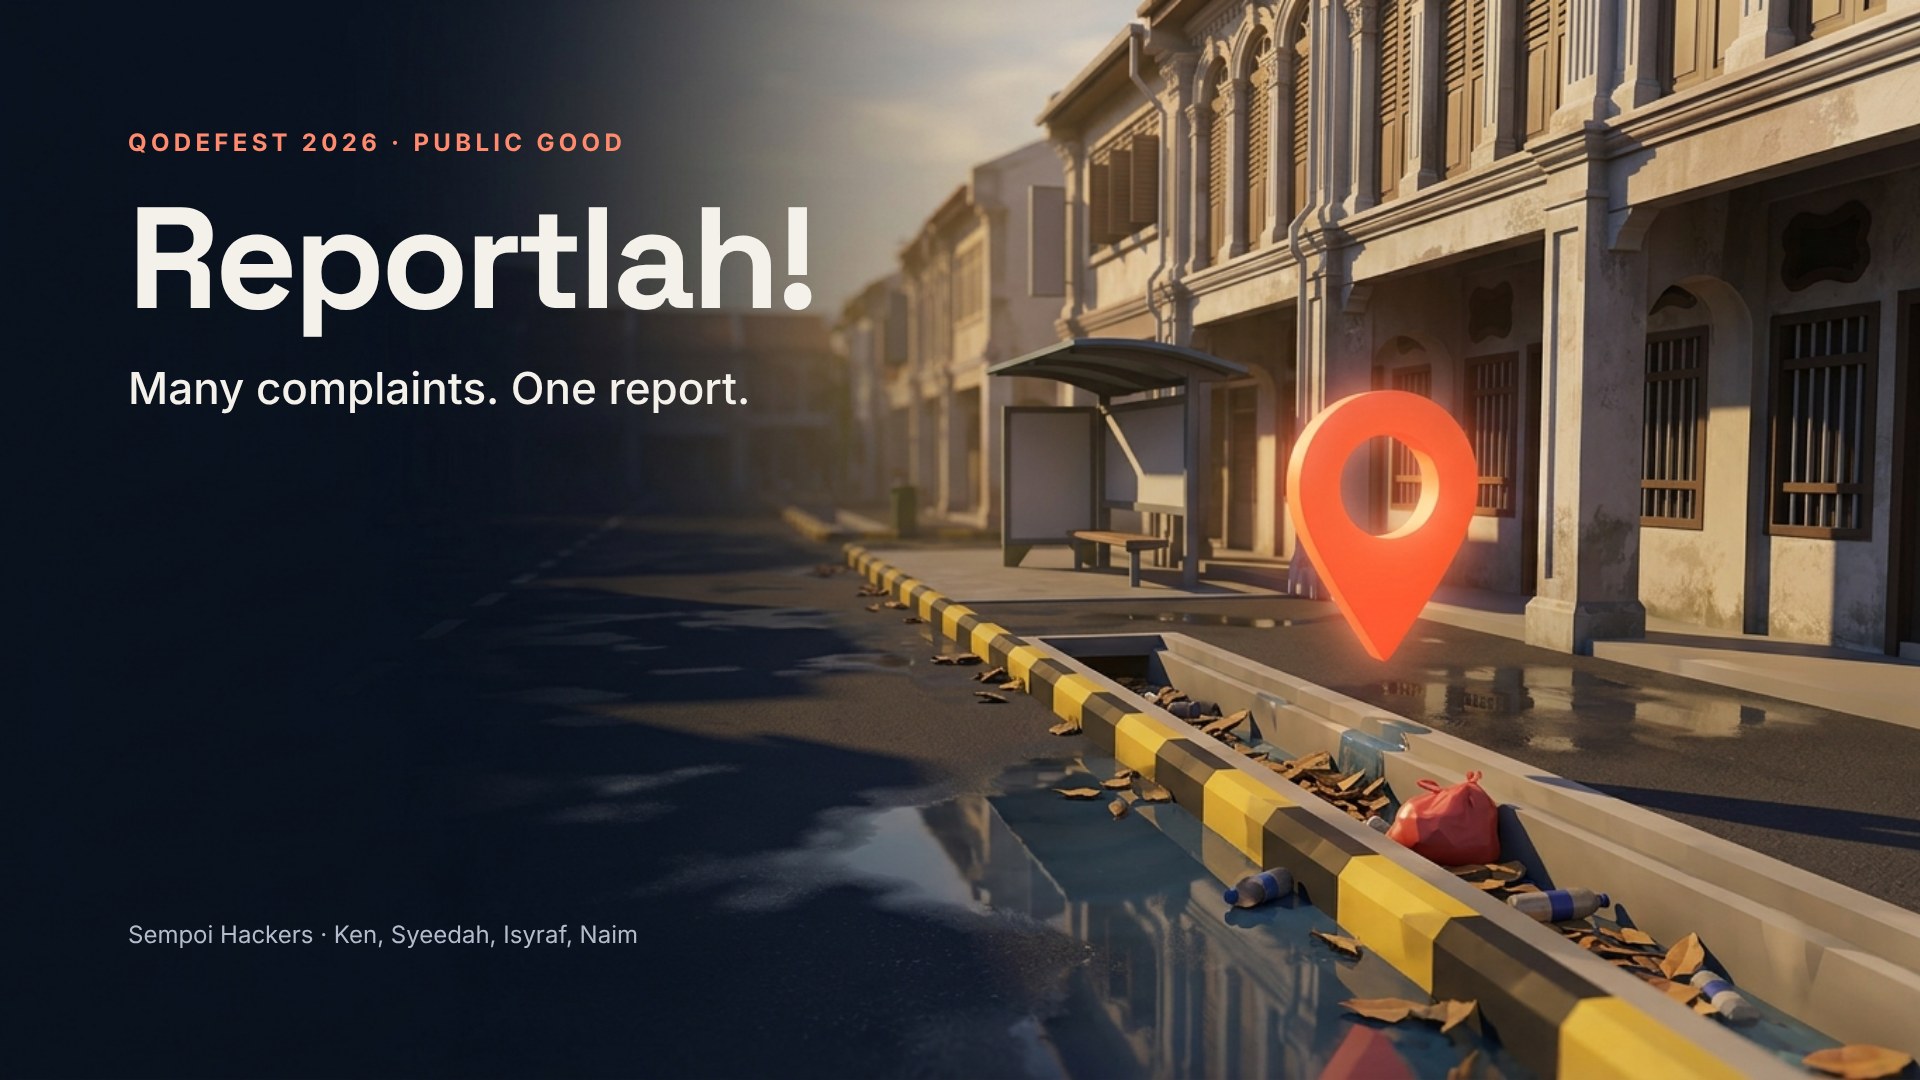 QODEFEST 2026 · PUBLIC GOOD
Reportlah!
Many complaints. One report.
Sempoi Hackers · Ken, Syeedah, Isyraf, Naim